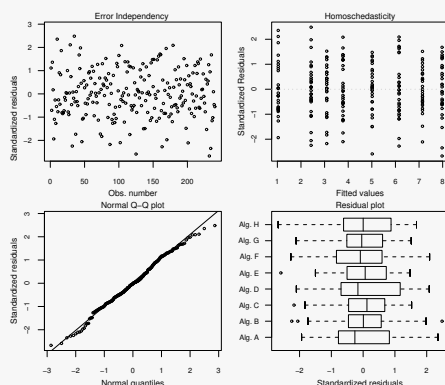 Error Independency
Standardized residuals
3
2
1
0
−1
−2
0 50 100 150 200
Obs. number
Homoschedasticity
Standardized Residuals
2
1
0
−1
−2
1 2 3 4 5 6 7 8
Fitted values
Normal Q−Q plot
Standardized residuals
3
2
1
0
−1
−2
−3 −2 −1 0 1 2 3
Normal quantiles
Residual plot
Alg. H
Alg. G
Alg. F
Alg. E
Alg. D
Alg. C
Alg. B
Alg. A
−2 −1 0 1 2
Standardized residuals